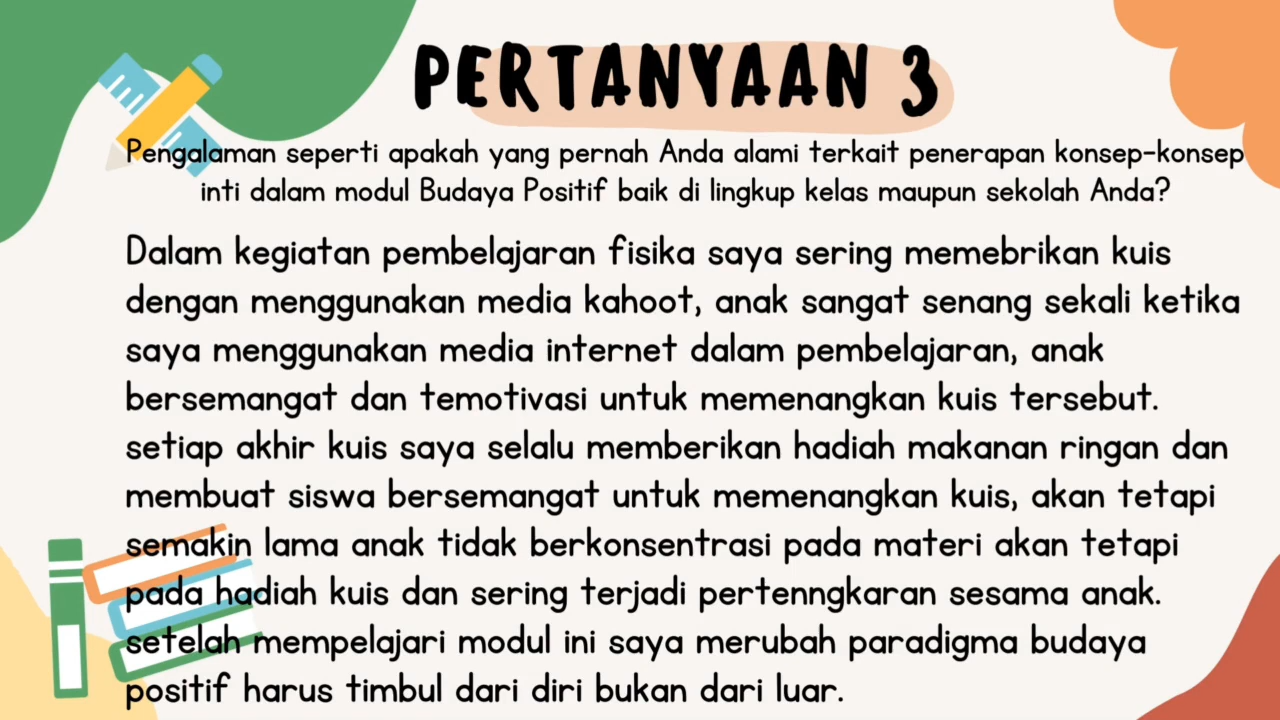 PERTANYAAN 3
Pengalaman seperti apakah yang pernah Anda alami terkait penerapan konsep-konsep
inti dalam modul Budaya Positif baik di lingkup kelas maupun sekolah Anda?
Dalam kegiatan pembelajaran fisika saya sering memebrikan kuis
dengan menggunakan media kahoot, anak sangat senang sekali ketika
saya menggunakan media internet dalam pembelajaran, anak
bersemangat dan temotivasi untuk memenangkan kuis tersebut.
setiap akhir kuis saya selalu memberikan hadiah makanan ringan dan
membuat siswa bersemangat untuk memenangkan kuis, akan tetapi
semakin lama anak tidak berkonsentrasi pada materi akan tetapi
pada hadiah kuis dan sering terjadi pertenngkaran sesama anak.
setelah mempelajari modul ini saya merubah paradigma budaya
positif harus timbul dari diri bukan dari luar.